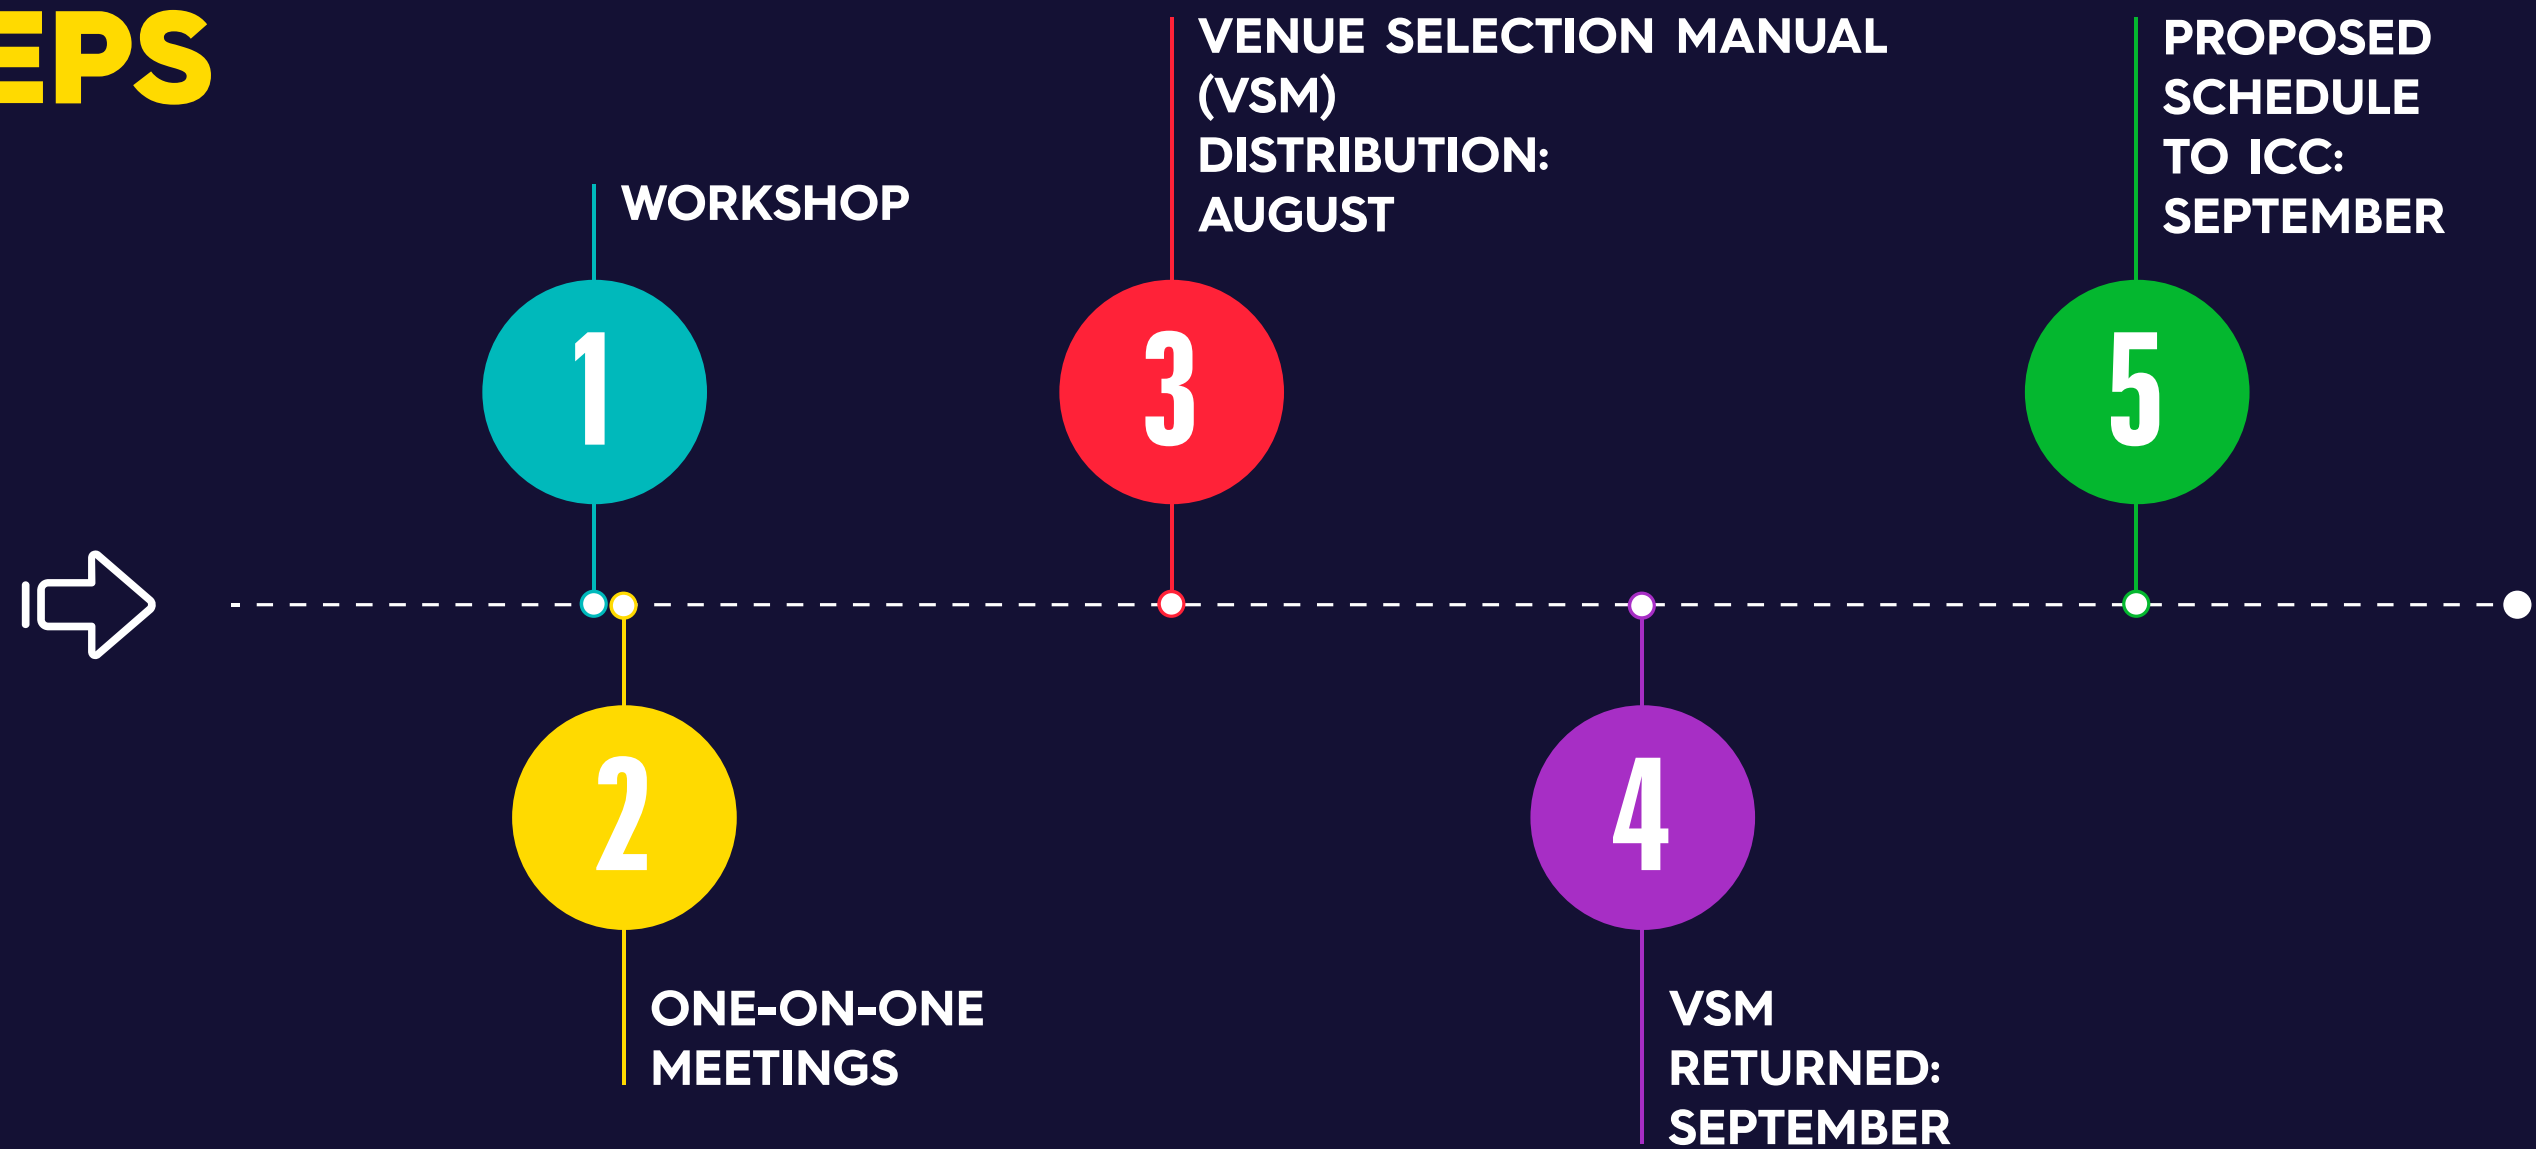 EPS
WORKSHOP
1
2
ONE-ON-ONE
MEETINGS
VENUE SELECTION MANUAL
(VSM)
DISTRIBUTION:
AUGUST
3
4
VSM
RETURNED:
SEPTEMBER
PROPOSED
SCHEDULE
TO ICC:
SEPTEMBER
5